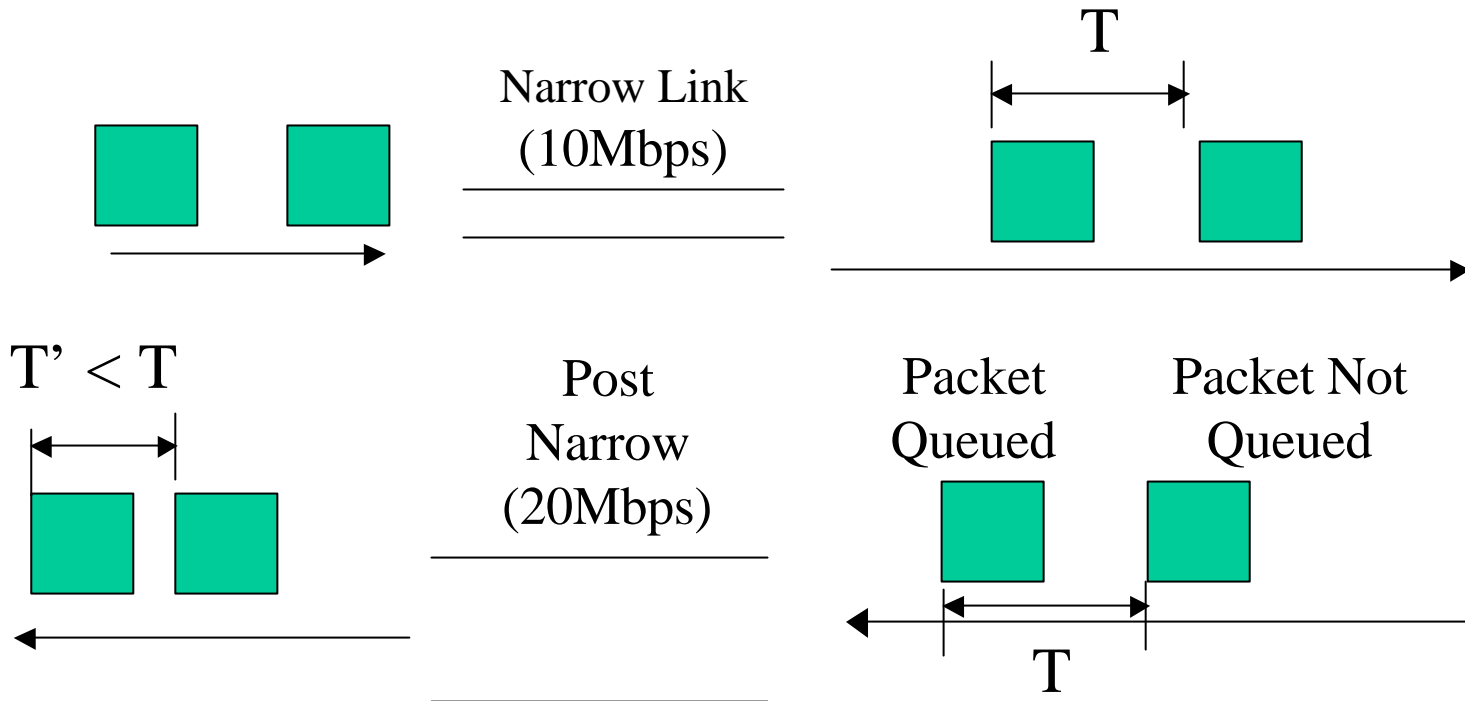 T
Narrow Link
(10Mbps)
T’ < T
Post
Narrow
(20Mbps)
Packet
Queued
Packet Not
Queued
T